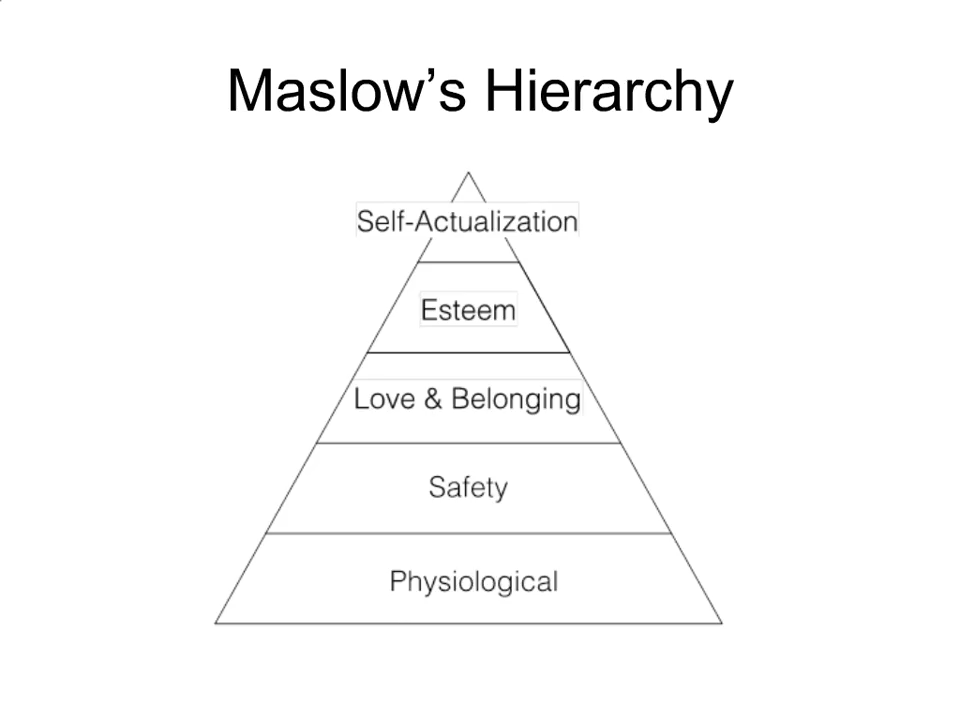 Maslow’s Hierarchy
Self-Actualization
Esteem
Love & Belonging
Safety
Physiological